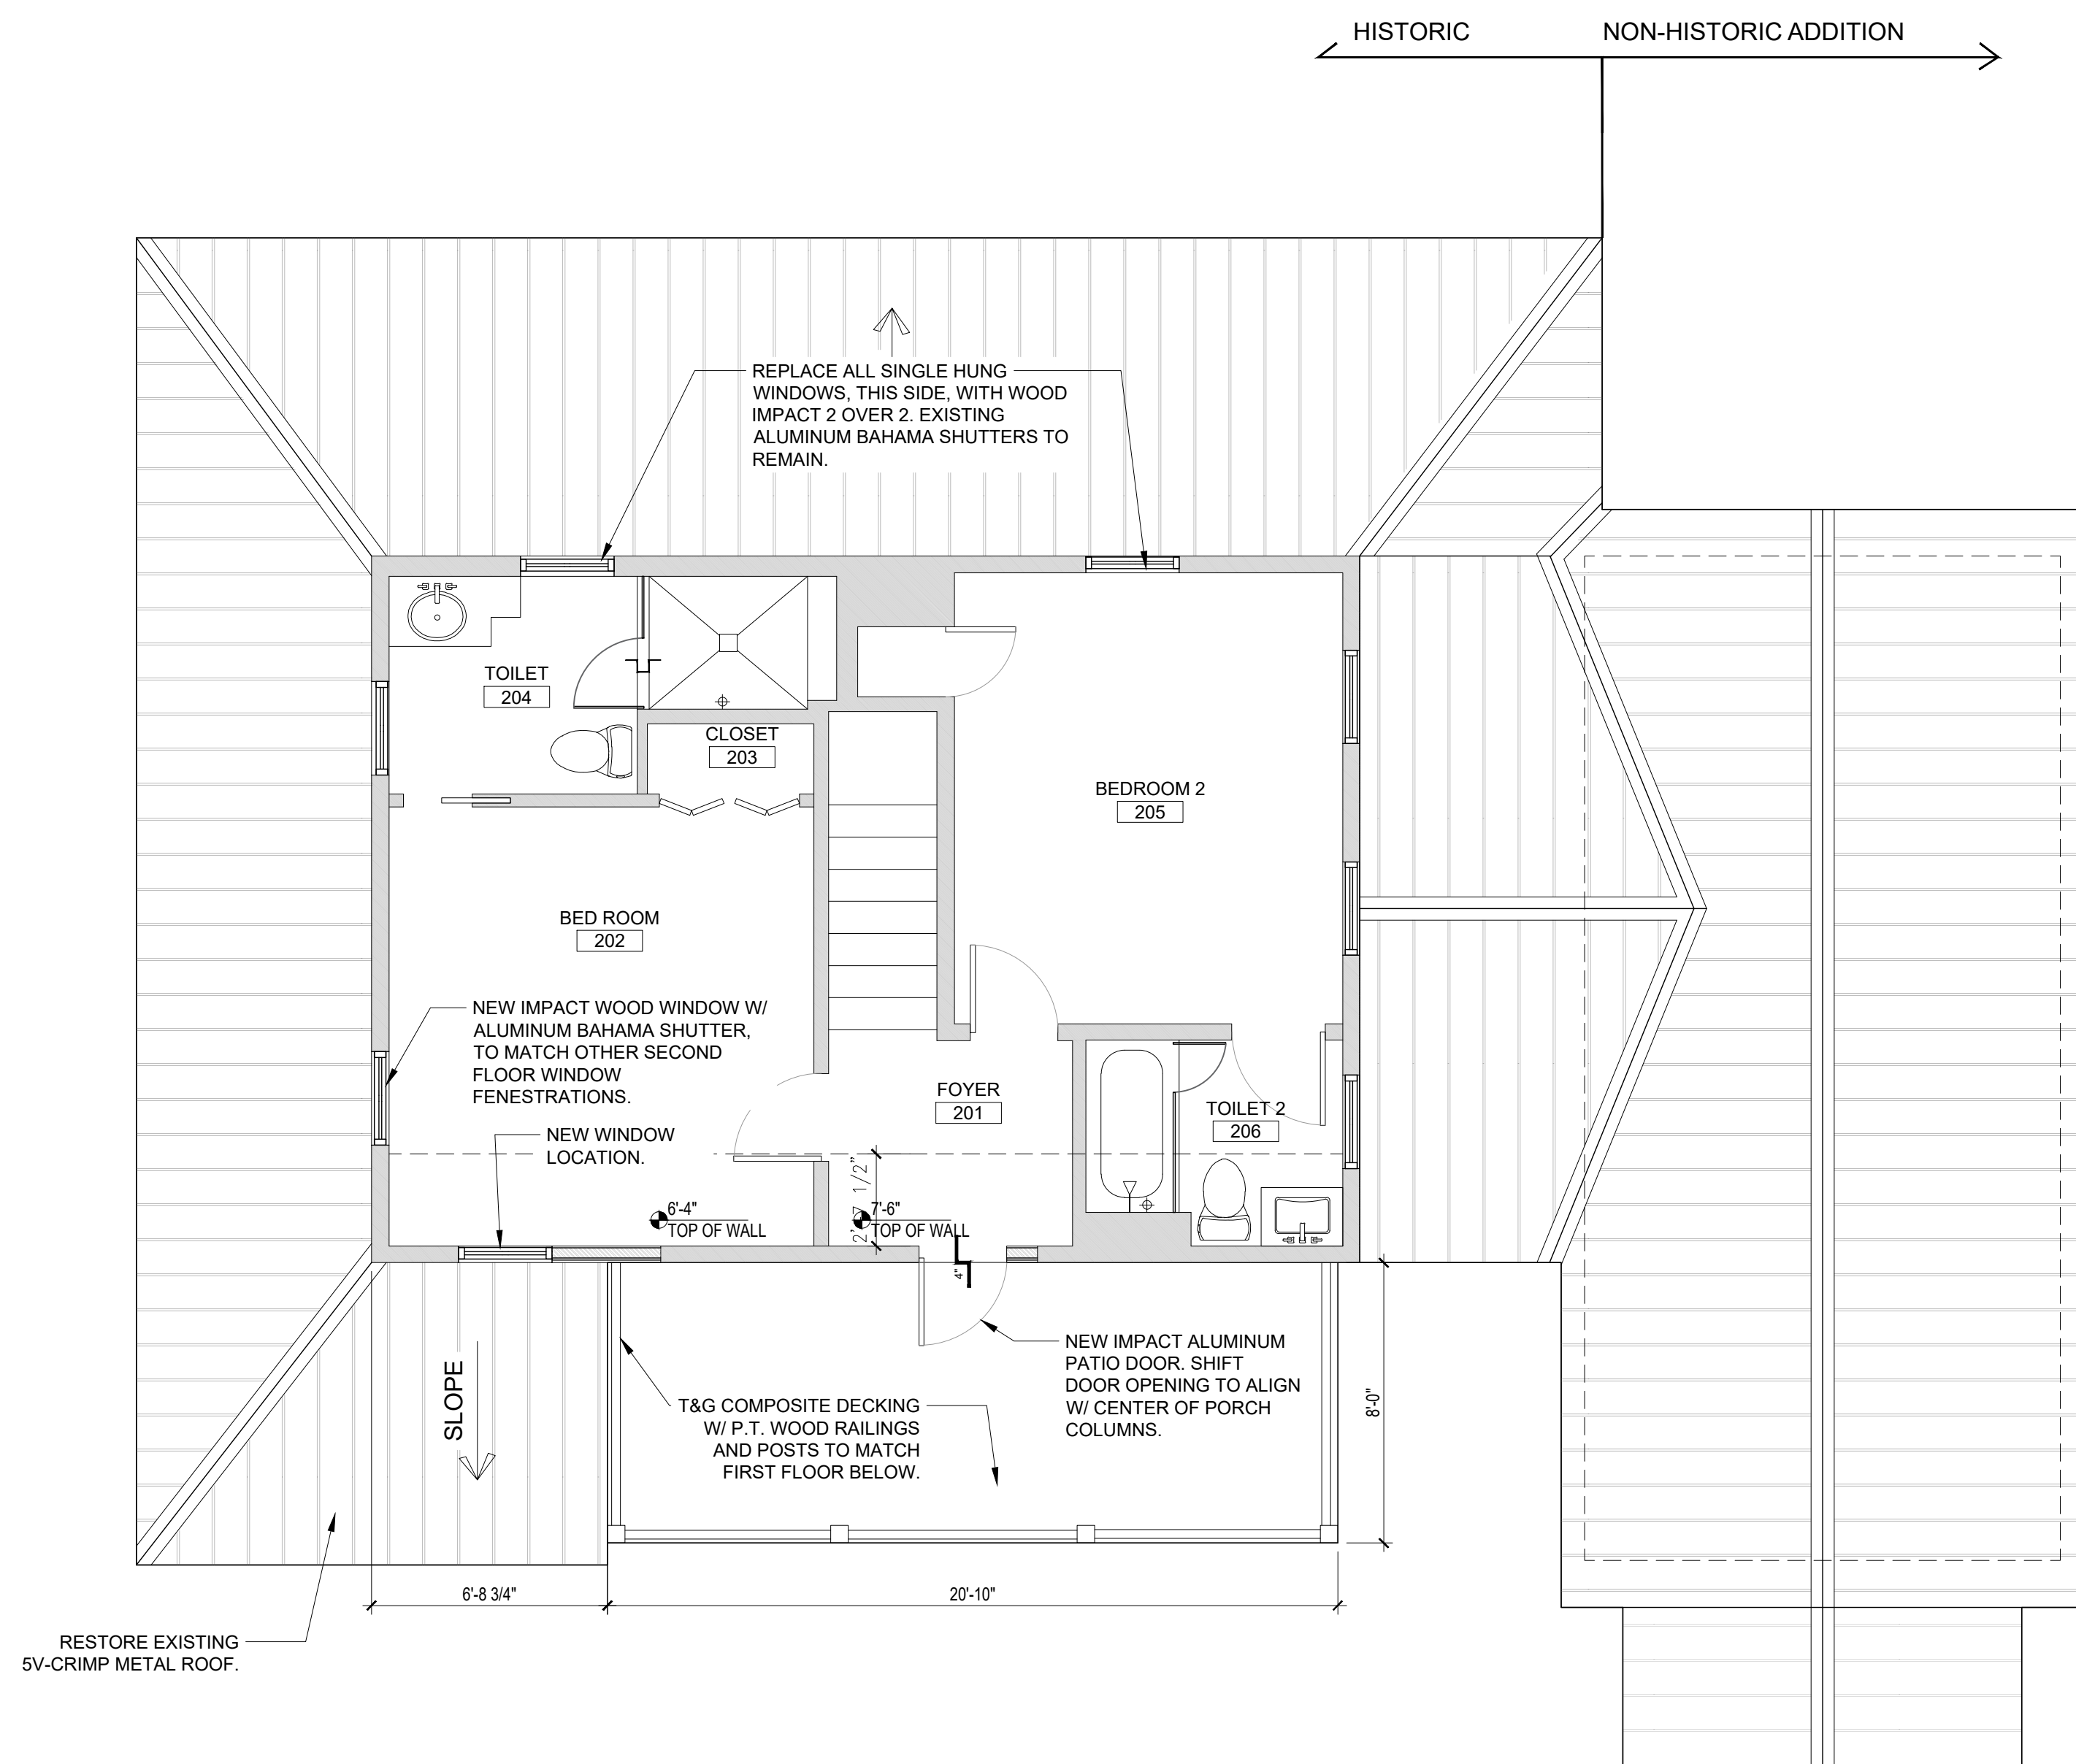 HISTORIC
NON-HISTORIC ADDITION
REPLACE ALL SINGLE HUNG
WINDOWS, THIS SIDE, WITH WOOD
IMPACT 2 OVER 2. EXISTING
ALUMINUM BAHAMA SHUTTERS TO
REMAIN.
TOILET
204
CLOSET
203
BEDROOM 2
205
BED ROOM
202
NEW IMPACT WOOD WINDOW W/
ALUMINUM BAHAMA SHUTTER,
TO MATCH OTHER SECOND
FLOOR WINDOW
FENESTRATIONS.
NEW WINDOW
LOCATION.
FOYER
201
TOILET 2
206
6'-4"
TOP OF WALL
2'-7 1/2"
7'-6"
TOP OF WALL
4"
SLOPE
T&G COMPOSITE DECKING
W/ P.T. WOOD RAILINGS
AND POSTS TO MATCH
FIRST FLOOR BELOW.
NEW IMPACT ALUMINUM
PATIO DOOR. SHIFT
DOOR OPENING TO ALIGN
W/ CENTER OF PORCH
COLUMNS.
8'-0"
6'-8 3/4"
20'-10"
RESTORE EXISTING
5V-CRIMP METAL ROOF.